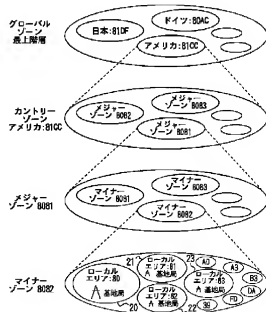 グローバル
ゾーン
最上階層
日本:81DF
ドイツ:80AC
アメリカ:81CC
カントリー
ゾーン
アメリカ:81CC
メジャー
ゾーン 8082
メジャー
ゾーン 8083
メジャー
ゾーン 8081
メジャー
ゾーン 8081
マイナー
ゾーン 8081
マイナー
ゾーン 8083
マイナー
ゾーン 8082
マイナー
ゾーン
8082
21
23
ローカル
エリア:80
基地局
ローカル
エリア:81
基地局
ローカル
エリア:82
基地局
ローカル
エリア:83
基地局
A0
A9
B3
DA
FD
99
20
22